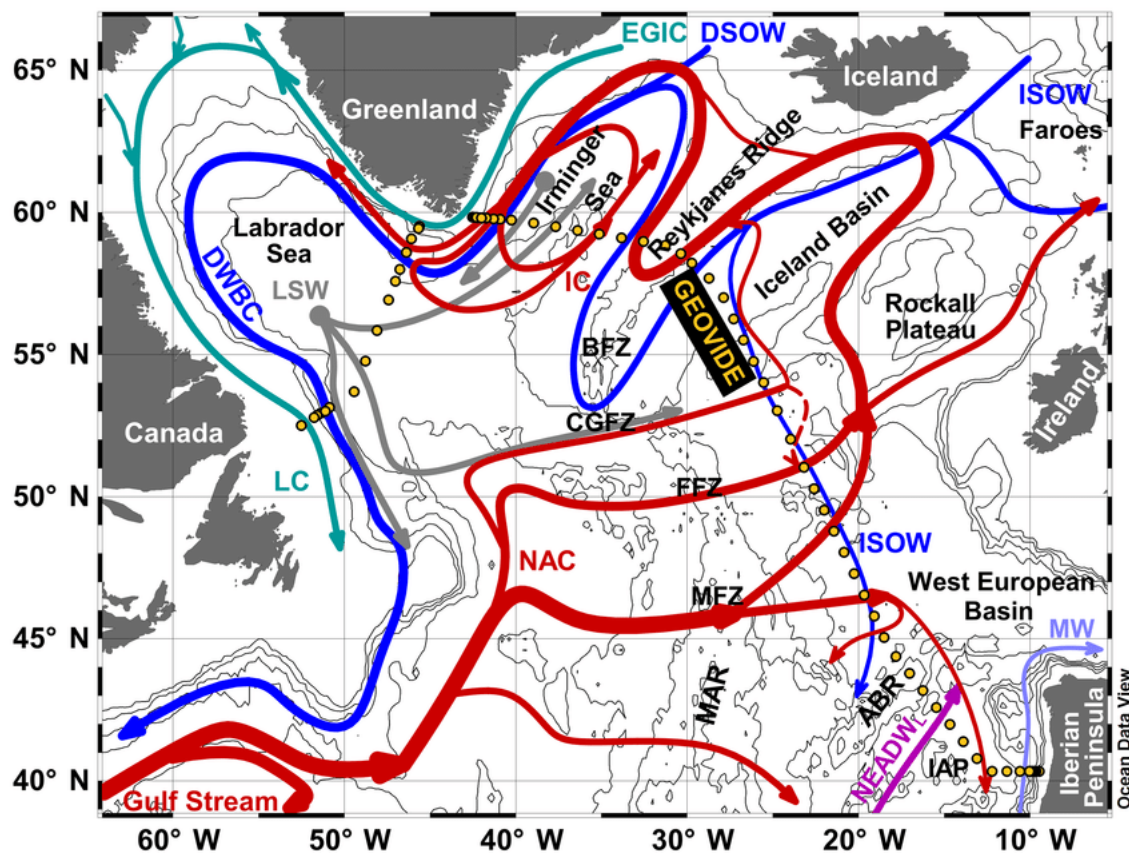 EGIC
DSOW
65° N
Iceland
Greenland
ISOW
Faroes
Irminger
Sea
Reykjanes Ridge
60° N
Labrador
Sea
Iceland Basin
DWBC
LSW
IC
GEOVIDE
Rockall
Plateau
55° N
BFZ
Ireland
CGFZ
Canada
LC
50° N
FFZ
NAC
ISOW
MFZ
West European
Basin
45° N
MW
MAR
ABR
NEADWL
IAP
Iberian
Peninsula
40° N
Gulf Stream
Ocean Data View
60° W
50° W
40° W
30° W
20° W
10° W